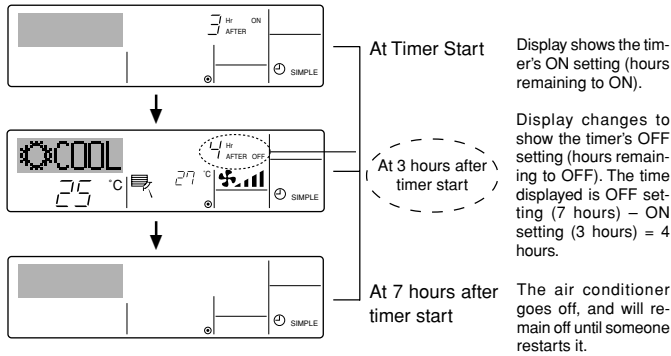 3 Hr ON
AFTER
SIMPLE
At Timer Start
Display shows the tim-
er's ON setting (hours
remaining to ON).
COOL
4 Hr
AFTER OFF
25 °C
27 °C
SIMPLE
At 3 hours after
timer start
Display changes to
show the timer's OFF
setting (hours remain-
ing to OFF). The time
displayed is OFF set-
ting (7 hours) – ON
setting (3 hours) = 4
hours.
SIMPLE
At 7 hours after
timer start
The air conditioner
goes off, and will re-
main off until someone
restarts it.